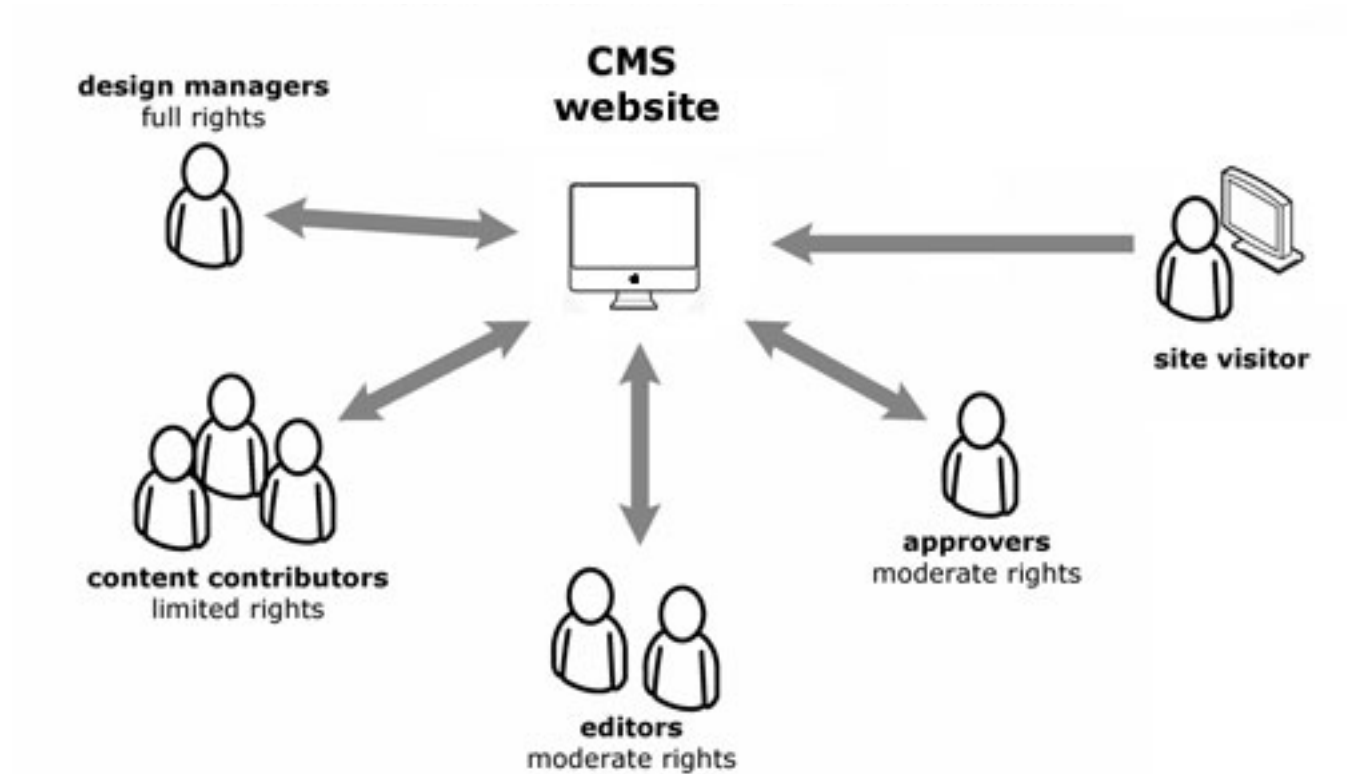 CMS
website
design managers
full rights
site visitor
content contributors
limited rights
approvers
moderate rights
editors
moderate rights